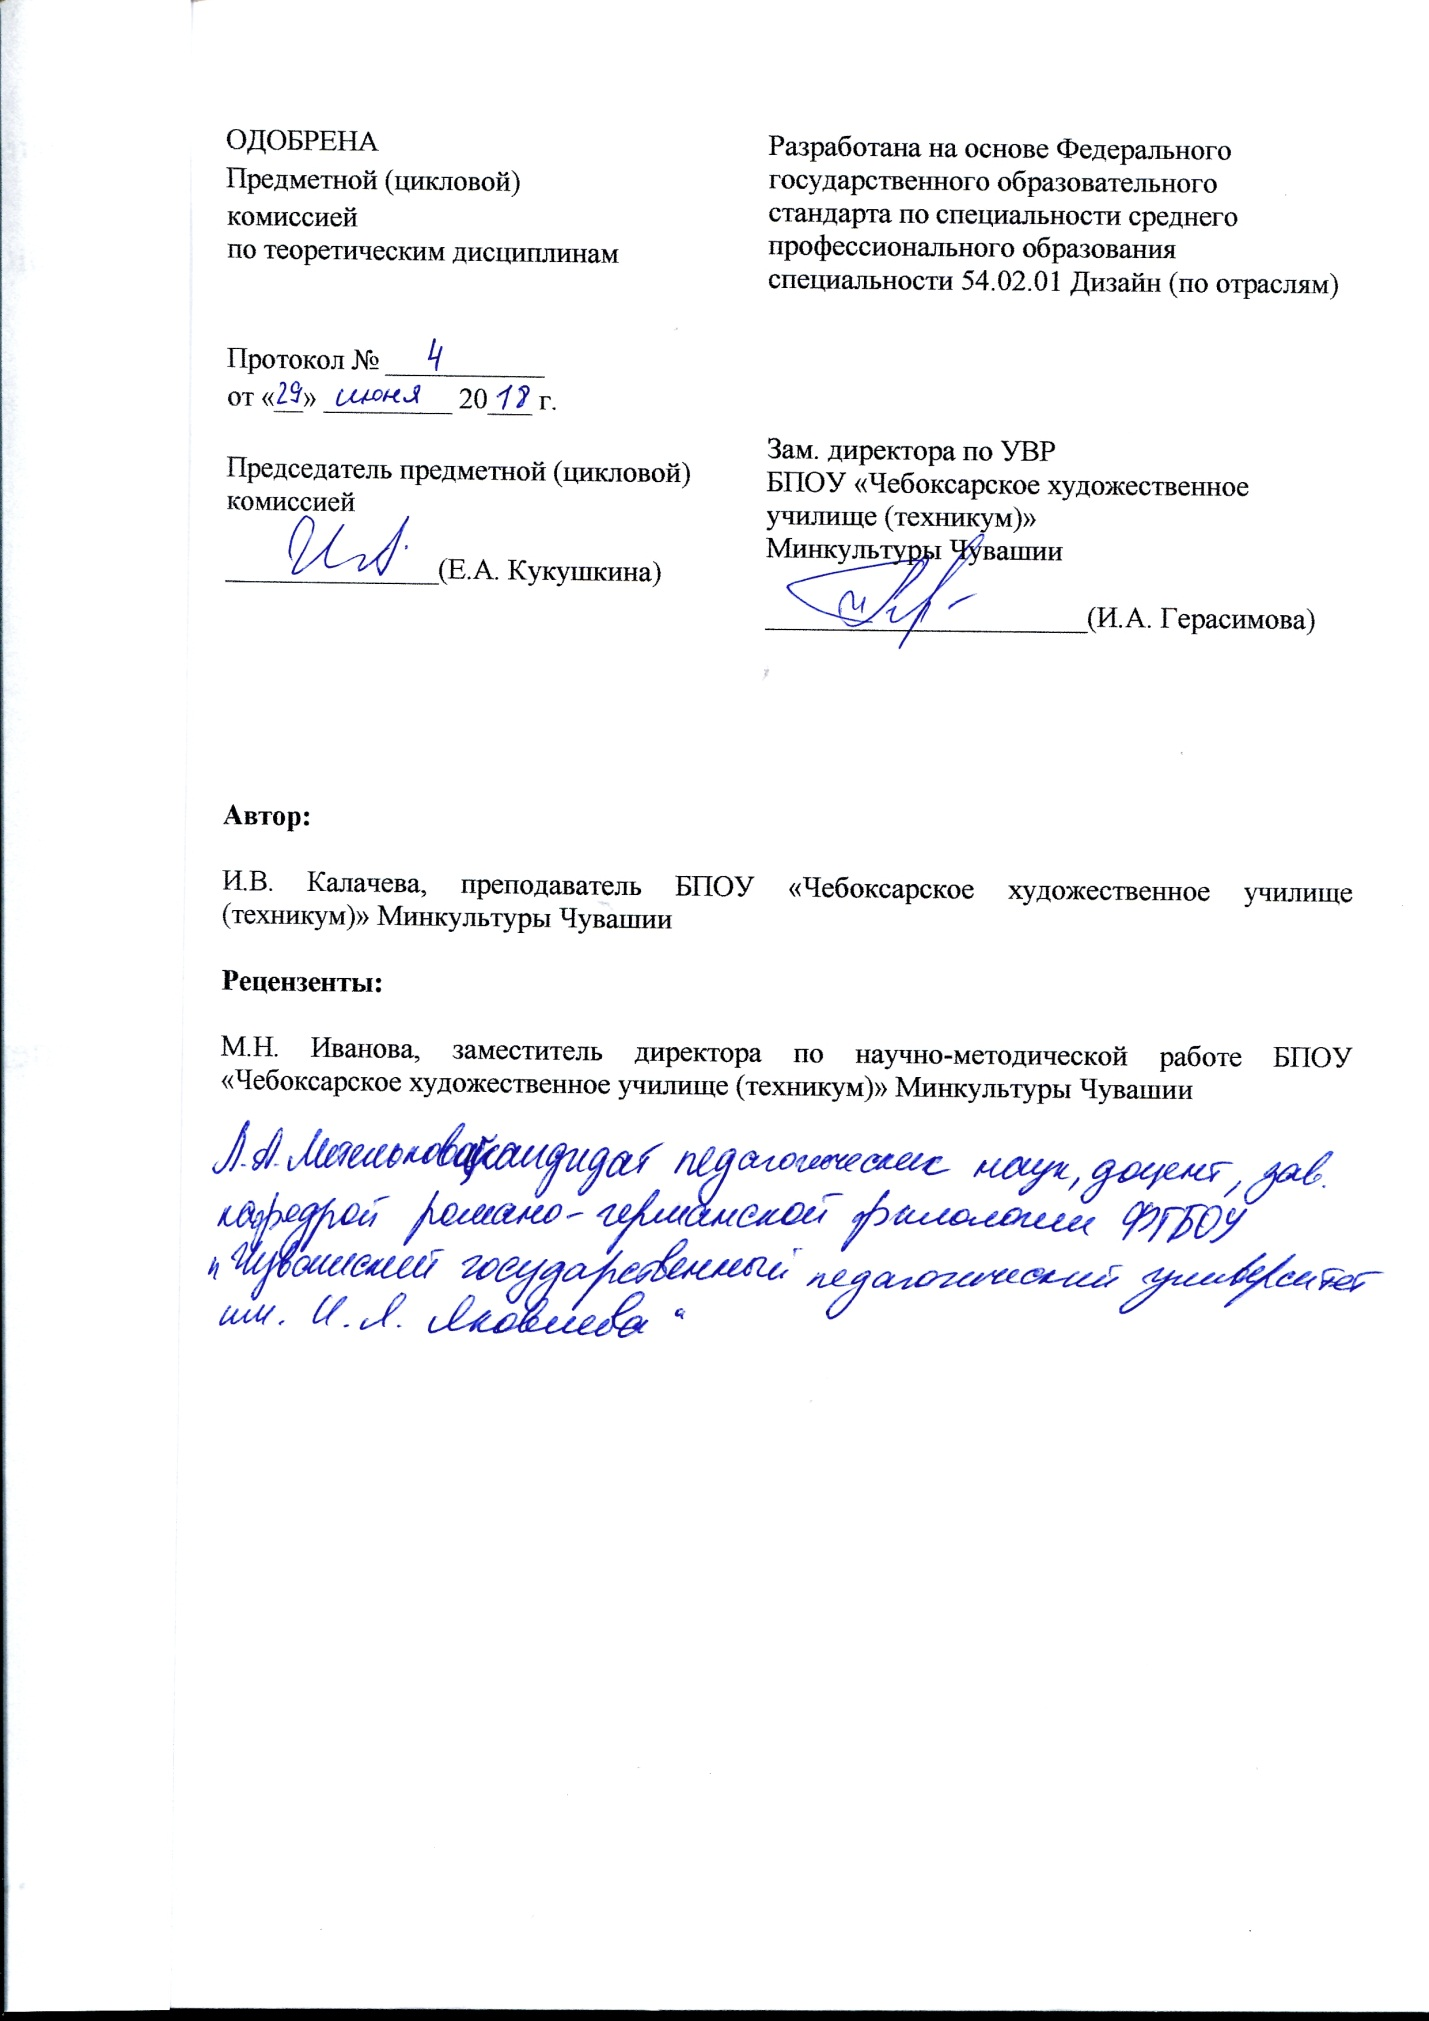 ОДОБРЕНА
Предметной (цикловой)
комиссией
по теоретическим дисциплинам
Протокол № 4
от «29» июня 2018 г.
Председатель предметной (цикловой)
комиссией
(Е.А. Кукушкина)
Разработана на основе Федерального
государственного образовательного
стандарта по специальности среднего
профессионального образования
специальности 54.02.01 Дизайн (по отраслям)
Зам. директора по УВР
БПОУ «Чебоксарское художественное
училище (техникум)»
Минкультуры Чувашии
(И.А. Герасимова)
Автор:
И.В. Калачева, преподаватель БПОУ «Чебоксарское художественное училище
(техникум)» Минкультуры Чувашии
Рецензенты:
М.Н. Иванова, заместитель директора по научно-методической работе БПОУ
«Чебоксарское художественное училище (техникум)» Минкультуры Чувашии
Л.А. Метелькова, кандидат педагогических наук, доцент, зав.
кафедрой романо-германской филологии ФГБОУ
"Чувашский государственный педагогический университет
им. И.Я. Яковлева"